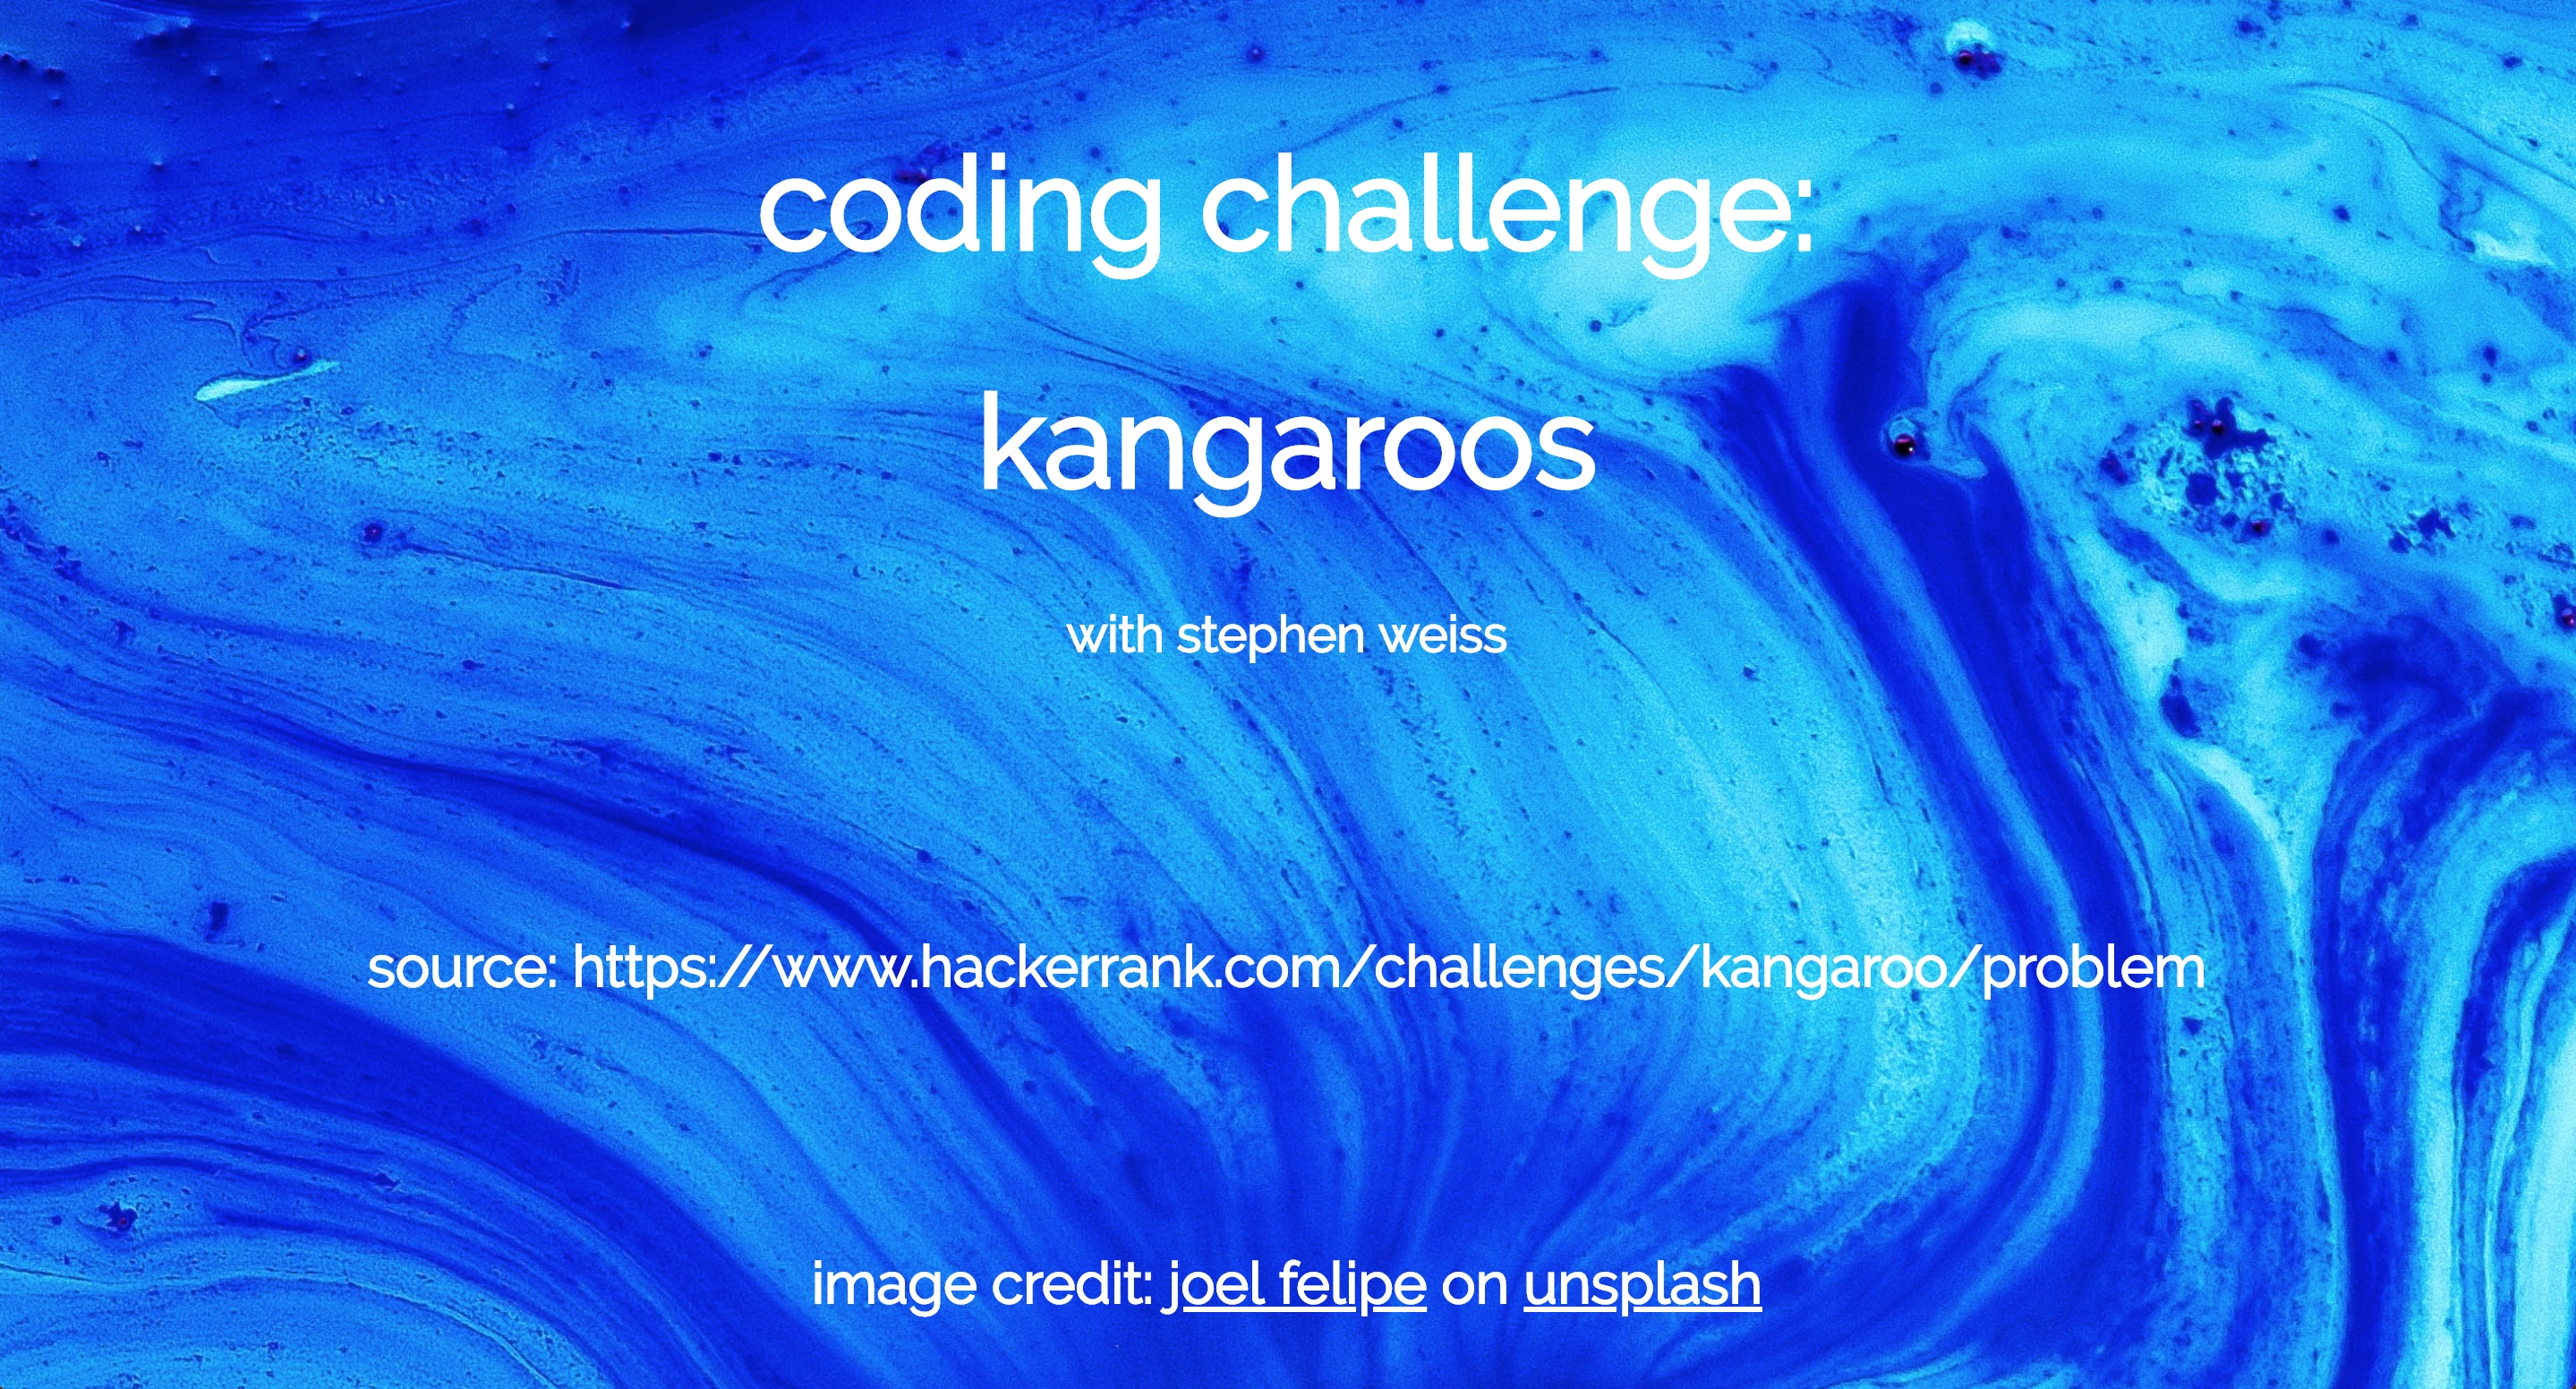 coding challenge:
kangaroos
with stephen weiss
source: https://www.hackerrank.com/challenges/kangaroo/problem
image credit: joel felipe on unsplash